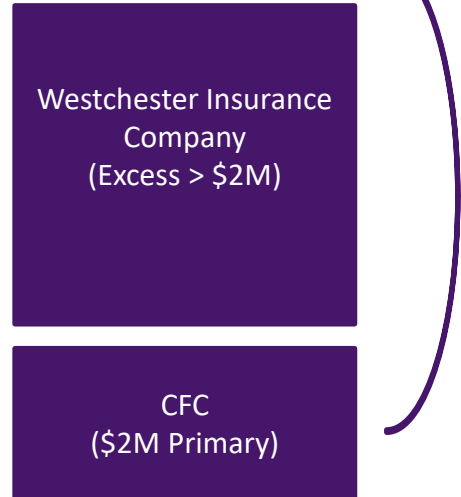 Westchester Insurance
Company
(Excess > $2M)
CFC
($2M Primary)